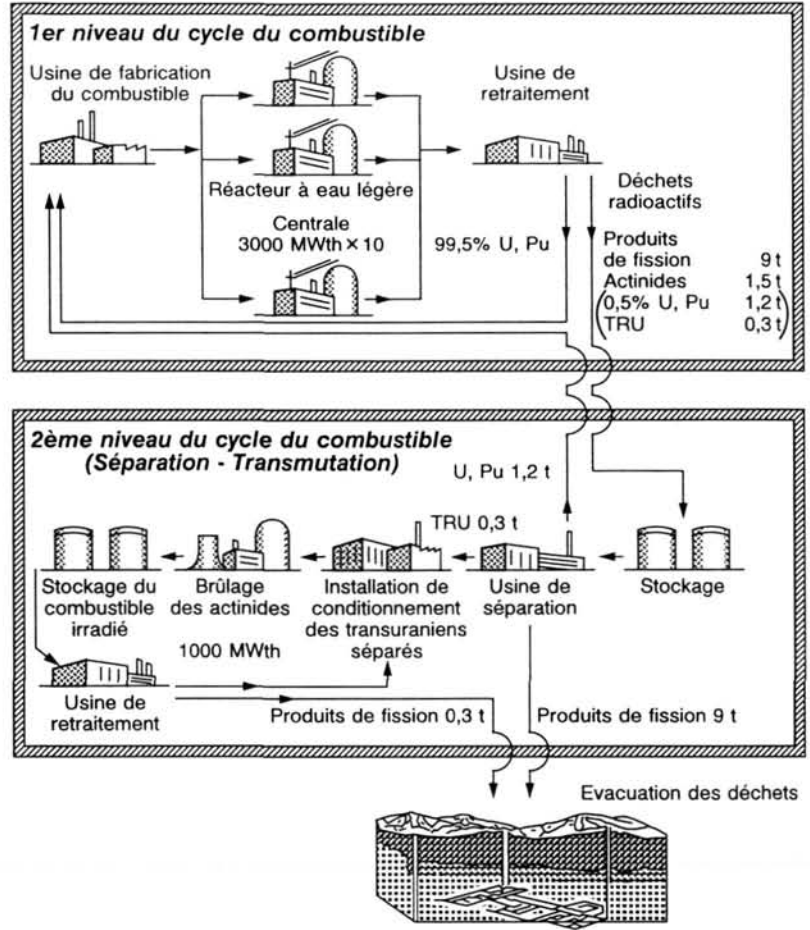 1er niveau du cycle du combustible
Usine de fabrication
du combustible
Usine de
retraitement
Réacteur à eau légère
Centrale
3000 MWth × 10
99,5% U, Pu
Déchets
radioactifs
Produits
de fission 9 t
Actinides 1,5 t
(0,5% U, Pu 1,2 t
TRU 0,3 t)
2ème niveau du cycle du combustible
(Séparation - Transmutation)
U, Pu 1,2 t
TRU 0,3 t
Stockage du
combustible
irradié
Brûlage
des actinides
Installation de
conditionnement
des transuraniens
séparés
Usine de
séparation
Stockage
1000 MWth
Usine de
retraitement
Produits de fission 0,3 t
Produits de fission 9 t
Evacuation des déchets